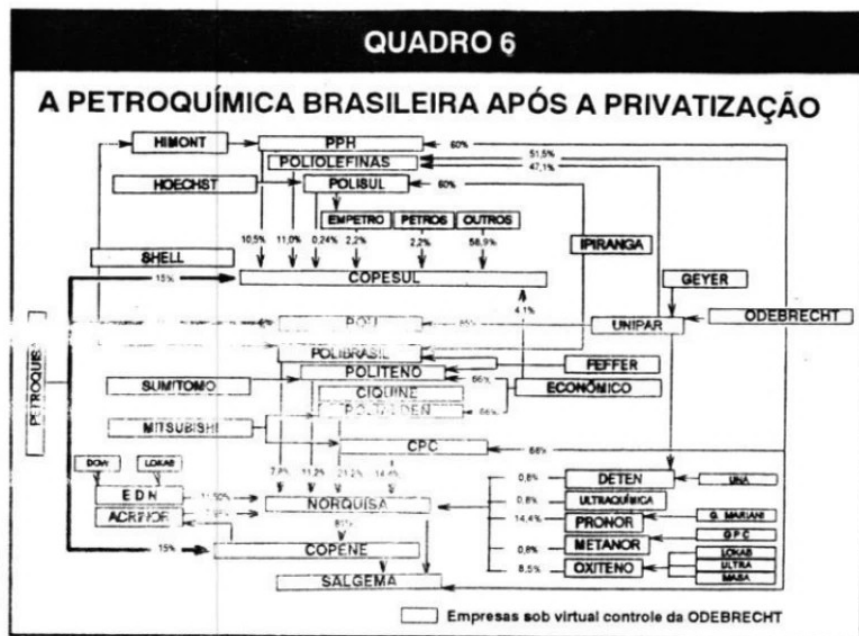 QUADRO 6
A PETROQUÍMICA BRASILEIRA APÓS A PRIVATIZAÇÃO
HIMONT
PPH
60%
POLIOLEFINAS
51,5%
47,1%
HOECHST
POLISUL
60%
EMPETRO
PETROS
OUTROS
10,5%
11,0%
0,24%
2,2%
2,2%
58,9%
IPIRANGA
SHELL
15%
COPESUL
GEYER
4,1%
PETROQUISA
UNIPAR
ODEBRECHT
POLIBRASIL
FEFFER
POLITENO
SUMITOMO
66%
ECONÔMICO
CIQUINE
MITSUBISHI
CPC
DOW
LOKAB
11,2%
EDN
NORQUISA
0,8%
DETEN
UNA
0,8%
ULTRAQUÍMICA
14,4%
PRONOR
G. MARIANI
15%
COPENE
0,8%
METANOR
GPC
LOKAB
8,5%
OXITENO
ULTRA
MASA
SALGEMA
Empresas sob virtual controle da ODEBRECHT